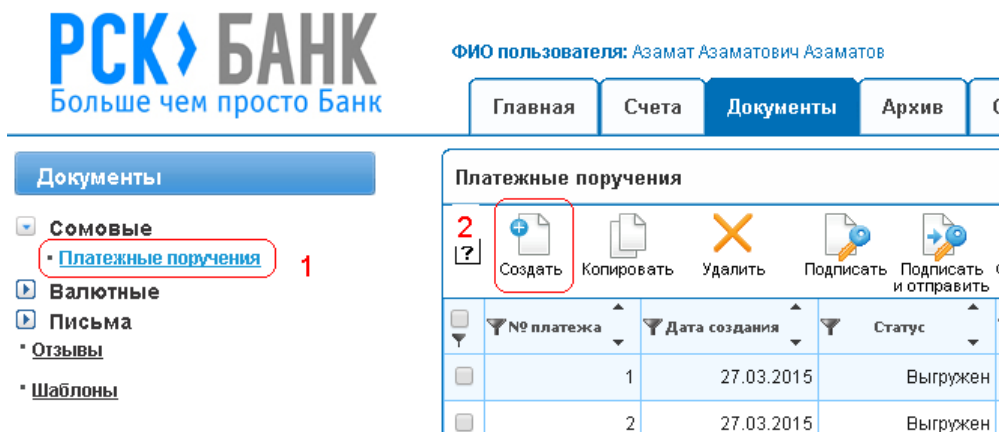 РСК БАНК
Больше чем просто Банк
ФИО пользователя: Азамат Азаматович Азаматов
Главная Счета Документы Архив
Документы
Сомовые
Платежные поручения 1
Валютные
Письма
Отзывы
Шаблоны
Платежные поручения
2
?
Создать Копировать Удалить Подписать Подписать и отправить
№ платежа Дата создания Статус
1 27.03.2015 Выгружен
2 27.03.2015 Выгружен